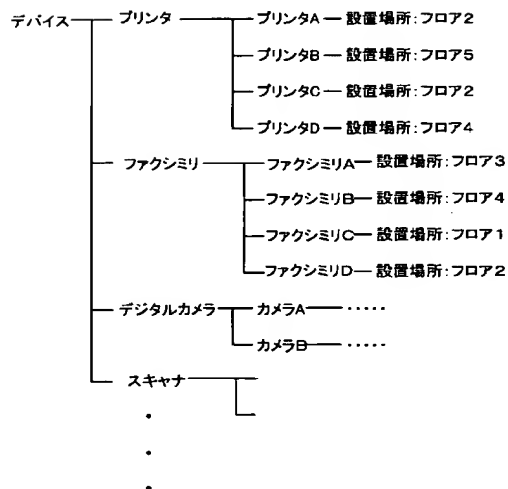 デバイス プリンタ プリンタA 設置場所:フロア2
プリンタB 設置場所:フロア5
プリンタC 設置場所:フロア2
プリンタD 設置場所:フロア4
ファクシミリ ファクシミリA 設置場所:フロア3
ファクシミリB 設置場所:フロア4
ファクシミリC 設置場所:フロア1
ファクシミリD 設置場所:フロア2
デジタルカメラ カメラA ・・・・・
カメラB ・・・・・
スキャナ